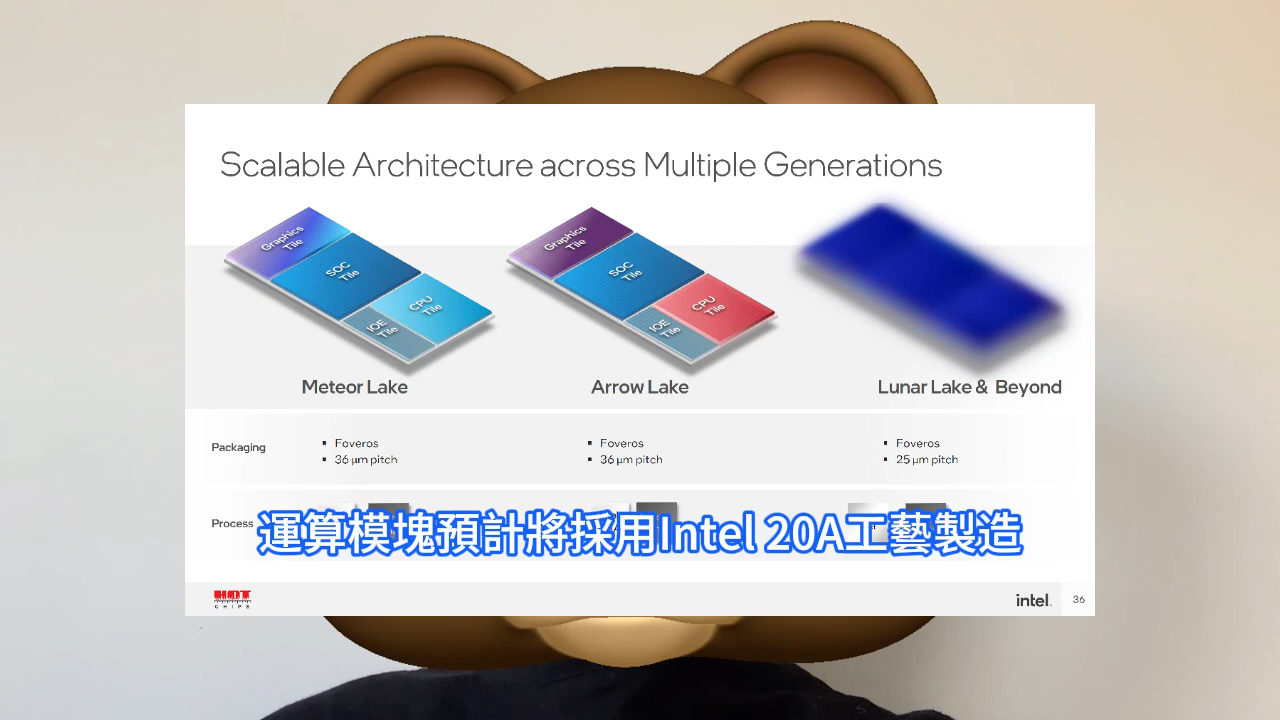 Scalable Architecture across Multiple Generations
Graphics
Tile
SOC
Tile
CPU
Tile
IOE
Tile
Graphics
Tile
SOC
Tile
CPU
Tile
IOE
Tile
Meteor Lake
Arrow Lake
Lunar Lake & Beyond
Packaging
▪ Foveros
▪ 36 μm pitch
▪ Foveros
▪ 36 μm pitch
▪ Foveros
▪ 25 μm pitch
Process
運算模塊預計將採用Intel 20A工藝製造
HOT
CHIPS
intel.
36